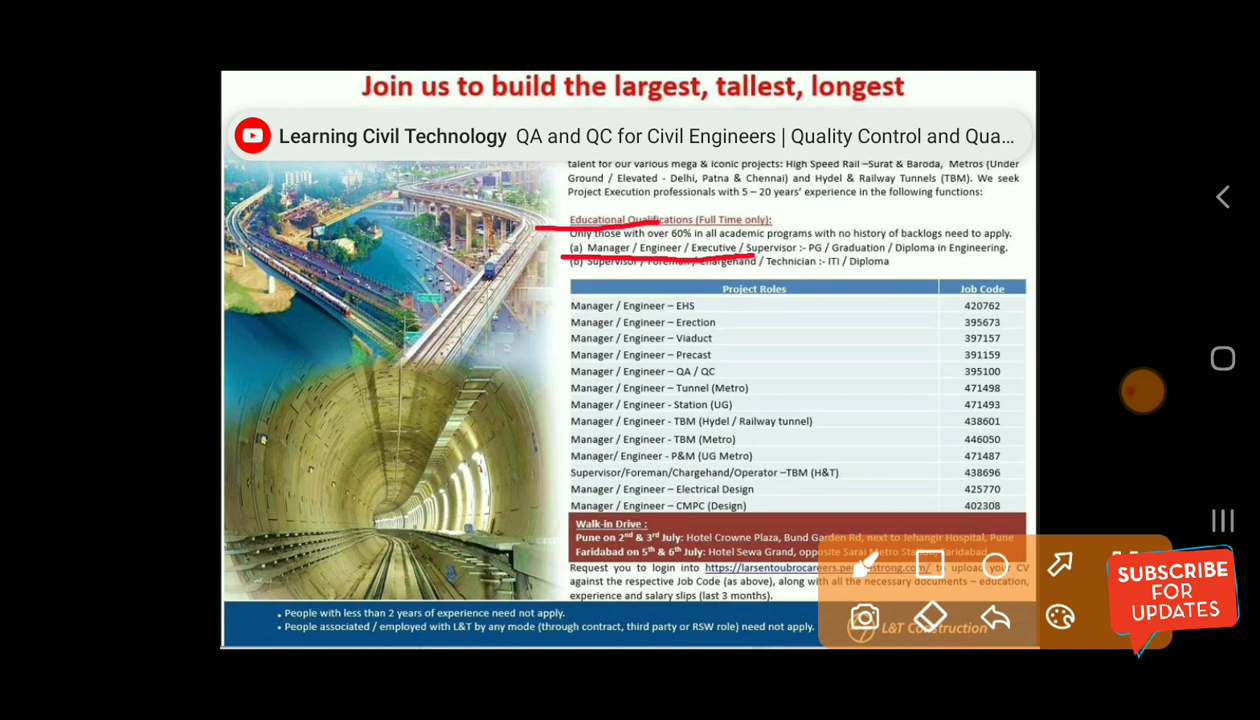 Join us to build the largest, tallest, longest
Learning Civil Technology QA and QC for Civil Engineers | Quality Control and Qua...
talent for our various mega & iconic projects: High Speed Rail –Surat & Baroda, Metros (Under
Ground / Elevated - Delhi, Patna & Chennai) and Hydel & Railway Tunnels (TBM). We seek
Project Execution professionals with 5 – 20 years' experience in the following functions:
Educational Qualifications (Full Time only):
Only those with over 60% in all academic programs with no history of backlogs need to apply.
(a) Manager / Engineer / Executive / Supervisor :- PG / Graduation / Diploma in Engineering.
(b) Supervisor / Foreman / Chargehand / Technician :- ITI / Diploma
Project Roles Job Code
Manager / Engineer – EHS 420762
Manager / Engineer – Erection 395673
Manager / Engineer – Viaduct 397157
Manager / Engineer – Precast 391159
Manager / Engineer – QA / QC 395100
Manager / Engineer – Tunnel (Metro) 471498
Manager / Engineer - Station (UG) 471493
Manager / Engineer - TBM (Hydel / Railway tunnel) 438601
Manager / Engineer - TBM (Metro) 446050
Manager/ Engineer - P&M (UG Metro) 471487
Supervisor/Foreman/Chargehand/Operator –TBM (H&T) 438696
Manager / Engineer – Electrical Design 425770
Manager / Engineer – CMPC (Design) 402308
Walk-in Drive :
Pune on 2nd & 3rd July: Hotel Crowne Plaza, Bund Garden Rd, next to Jehangir Hospital, Pune
Faridabad on 5th & 6th July: Hotel Sewa Grand, opposite Sarai Metro Station, Faridabad
Request you to login into https://larsentoubrocareers.pe strong.com/ to upload your CV
against the respective Job Code (as above), along with all the necessary documents – education,
experience and salary slips (last 3 months).
• People with less than 2 years of experience need not apply.
• People associated / employed with L&T by any mode (through contract, third party or RSW role) need not apply.
L&T Construction
SUBSCRIBE
FOR
UPDATES